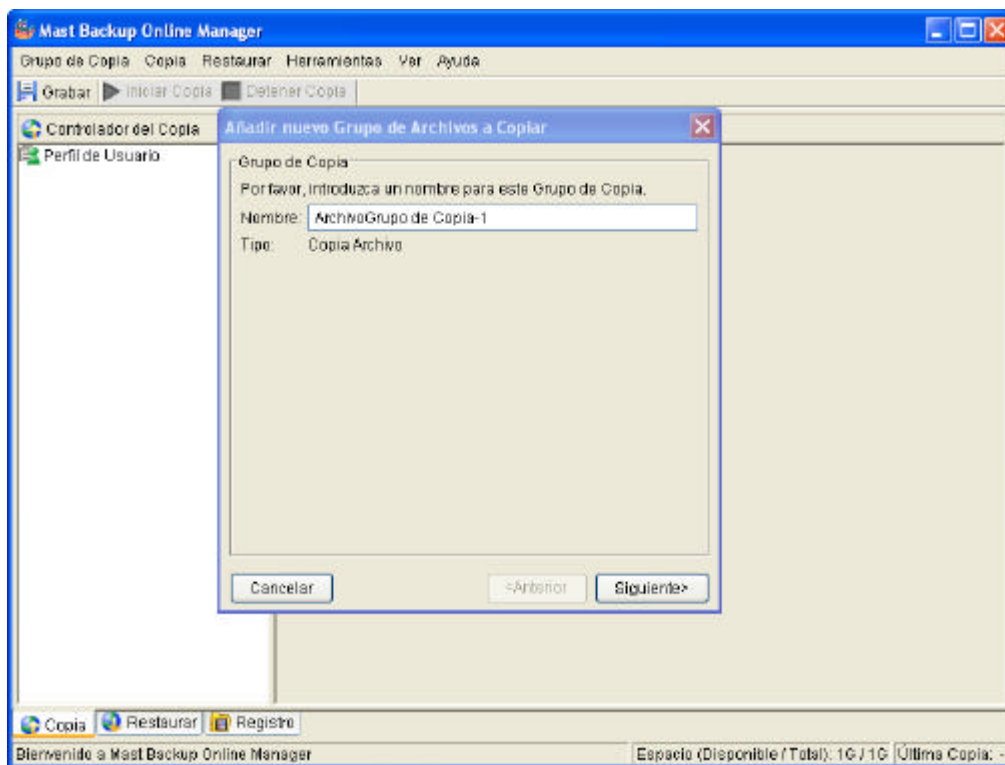 Mast Backup Online Manager
Grupo de Copia Copia Restaurar Herramientas Ver Ayuda
Grabar Iniciar Copia Detener Copia
Controlador del Copia
Perfil de Usuario
Añadir nuevo Grupo de Archivos a Copiar
Grupo de Copia
Por favor, introduzca un nombre para este Grupo de Copia.
Nombre: ArchivoGrupo de Copia-1
Tipo: Copia Archivo
Cancelar <Anterior Siguiente>
Copia Restaurar Registro
Bienvenido a Mast Backup Online Manager Espacio (Disponible / Total): 1G / 1G Última Copia: -